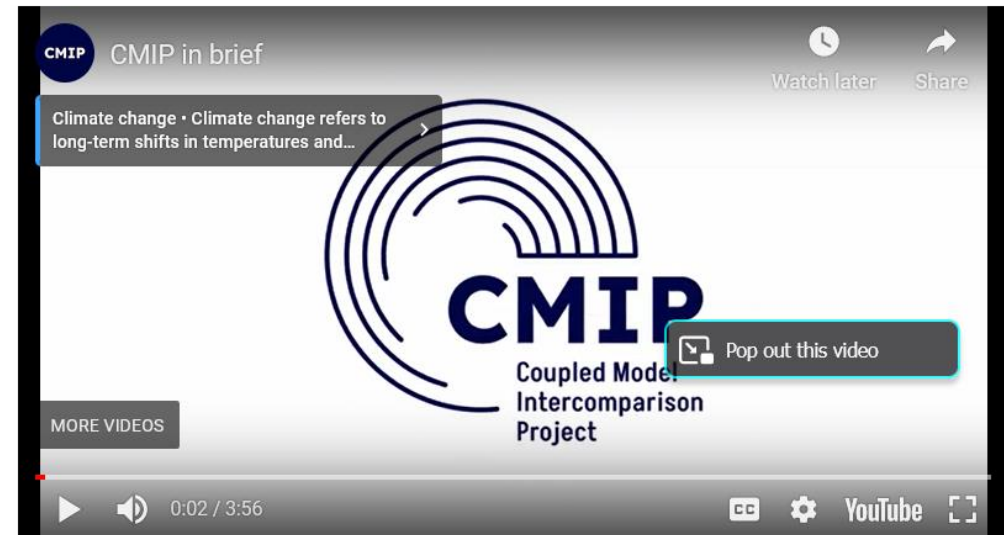 CMIP
CMIP in brief
Watch later
Share
Climate change • Climate change refers to
long-term shifts in temperatures and...
CMIP
Coupled Model
Intercomparison
Project
Pop out this video
MORE VIDEOS
0:02 / 3:56
CC
YouTube